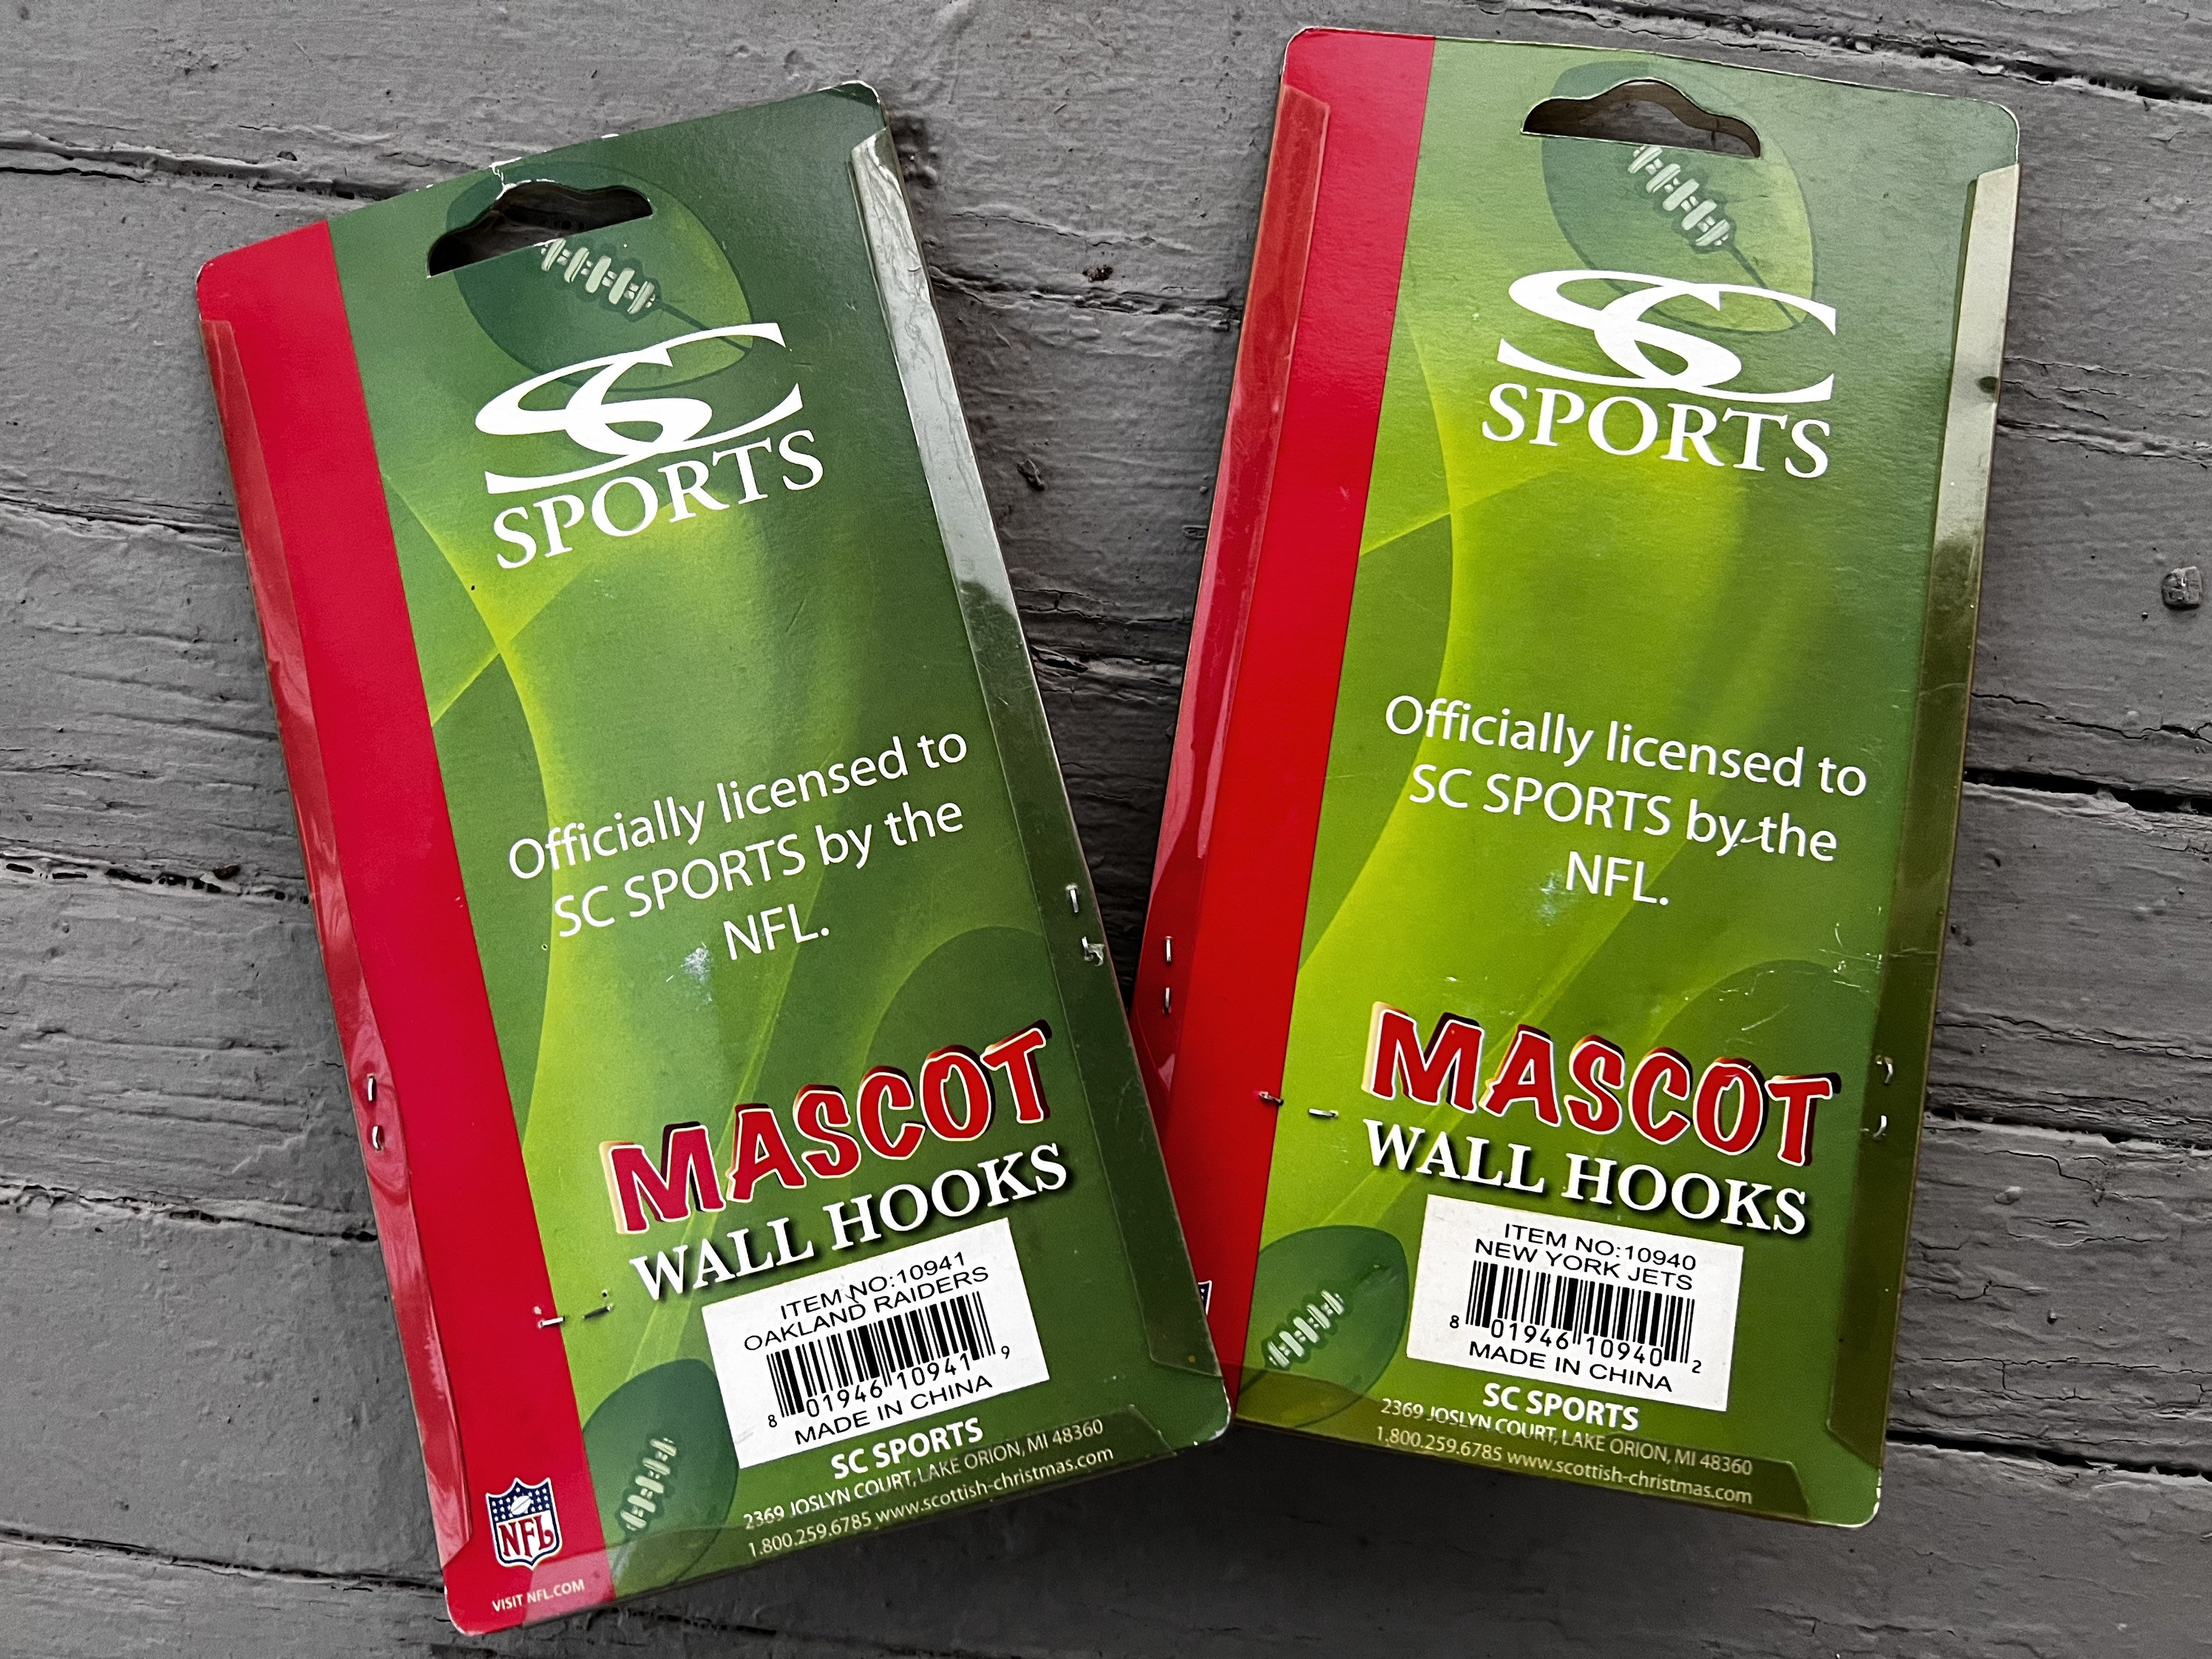 SC
SPORTS
Officially licensed to
SC SPORTS by the
NFL.
MASCOT
WALL HOOKS
ITEM NO:10941
OAKLAND RAIDERS
8 01946 10941 9
MADE IN CHINA
SC SPORTS
2369 JOSLYN COURT, LAKE ORION, MI 48360
1.800.259.6785 www.scottish-christmas.com
NFL
VISIT NFL.COM
SC
SPORTS
Officially licensed to
SC SPORTS by the
NFL.
MASCOT
WALL HOOKS
ITEM NO:10940
NEW YORK JETS
8 01946 10940 2
MADE IN CHINA
SC SPORTS
2369 JOSLYN COURT, LAKE ORION, MI 48360
1.800.259.6785 www.scottish-christmas.com